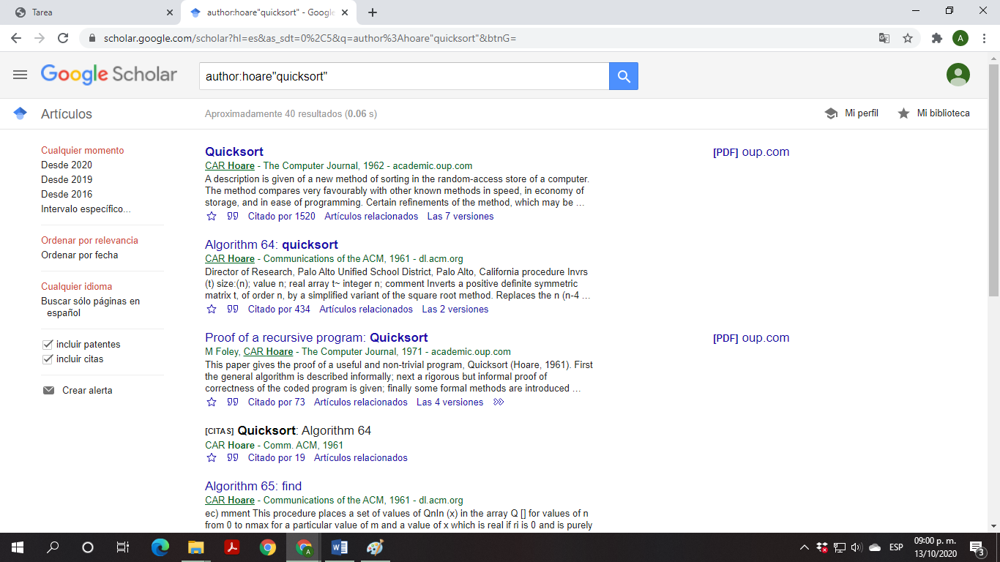 Tarea
author:hoare"quicksort" - Google
scholar.google.com/scholar?hl=es&as_sdt=0%2C5&q=author%3Ahoare"quicksort"&btnG=
A
Google Scholar
author:hoare"quicksort"
Artículos
Aproximadamente 40 resultados (0.06 s)
Mi perfil
Mi biblioteca
Cualquier momento
Desde 2020
Desde 2019
Desde 2016
Intervalo específico...
Ordenar por relevancia
Ordenar por fecha
Cualquier idioma
Buscar sólo páginas en
español
incluir patentes
incluir citas
Crear alerta
Quicksort
[PDF] oup.com
CAR Hoare - The Computer Journal, 1962 - academic.oup.com
A description is given of a new method of sorting in the random-access store of a computer.
The method compares very favourably with other known methods in speed, in economy of
storage, and in ease of programming. Certain refinements of the method, which may be ...
Citado por 1520 Artículos relacionados Las 7 versiones
Algorithm 64: quicksort
CAR Hoare - Communications of the ACM, 1961 - dl.acm.org
Director of Research, Palo Alto Unified School District, Palo Alto, California procedure Invrs
(t) size:(n); value n; real array t~ integer n; comment Inverts a positive definite symmetric
matrix t, of order n, by a simplified variant of the square root method. Replaces the n (n-4 ...
Citado por 434 Artículos relacionados Las 2 versiones
Proof of a recursive program: Quicksort
[PDF] oup.com
M Foley, CAR Hoare - The Computer Journal, 1971 - academic.oup.com
This paper gives the proof of a useful and non-trivial program, Quicksort (Hoare, 1961). First
the general algorithm is described informally; next a rigorous but informal proof of
correctness of the coded program is given; finally some formal methods are introduced ...
Citado por 73 Artículos relacionados Las 4 versiones
[CITAS] Quicksort: Algorithm 64
CAR Hoare - Comm. ACM, 1961
Citado por 19 Artículos relacionados
Algorithm 65: find
CAR Hoare - Communications of the ACM, 1961 - dl.acm.org
ec) mment This procedure places a set of values of Qnln (x) in the array Q [] for values of n
from 0 to nmax for a particular value of m and a value of x which is real if ri is 0 and is purely
A
W
ESP
09:00 p. m.
13/10/2020
3